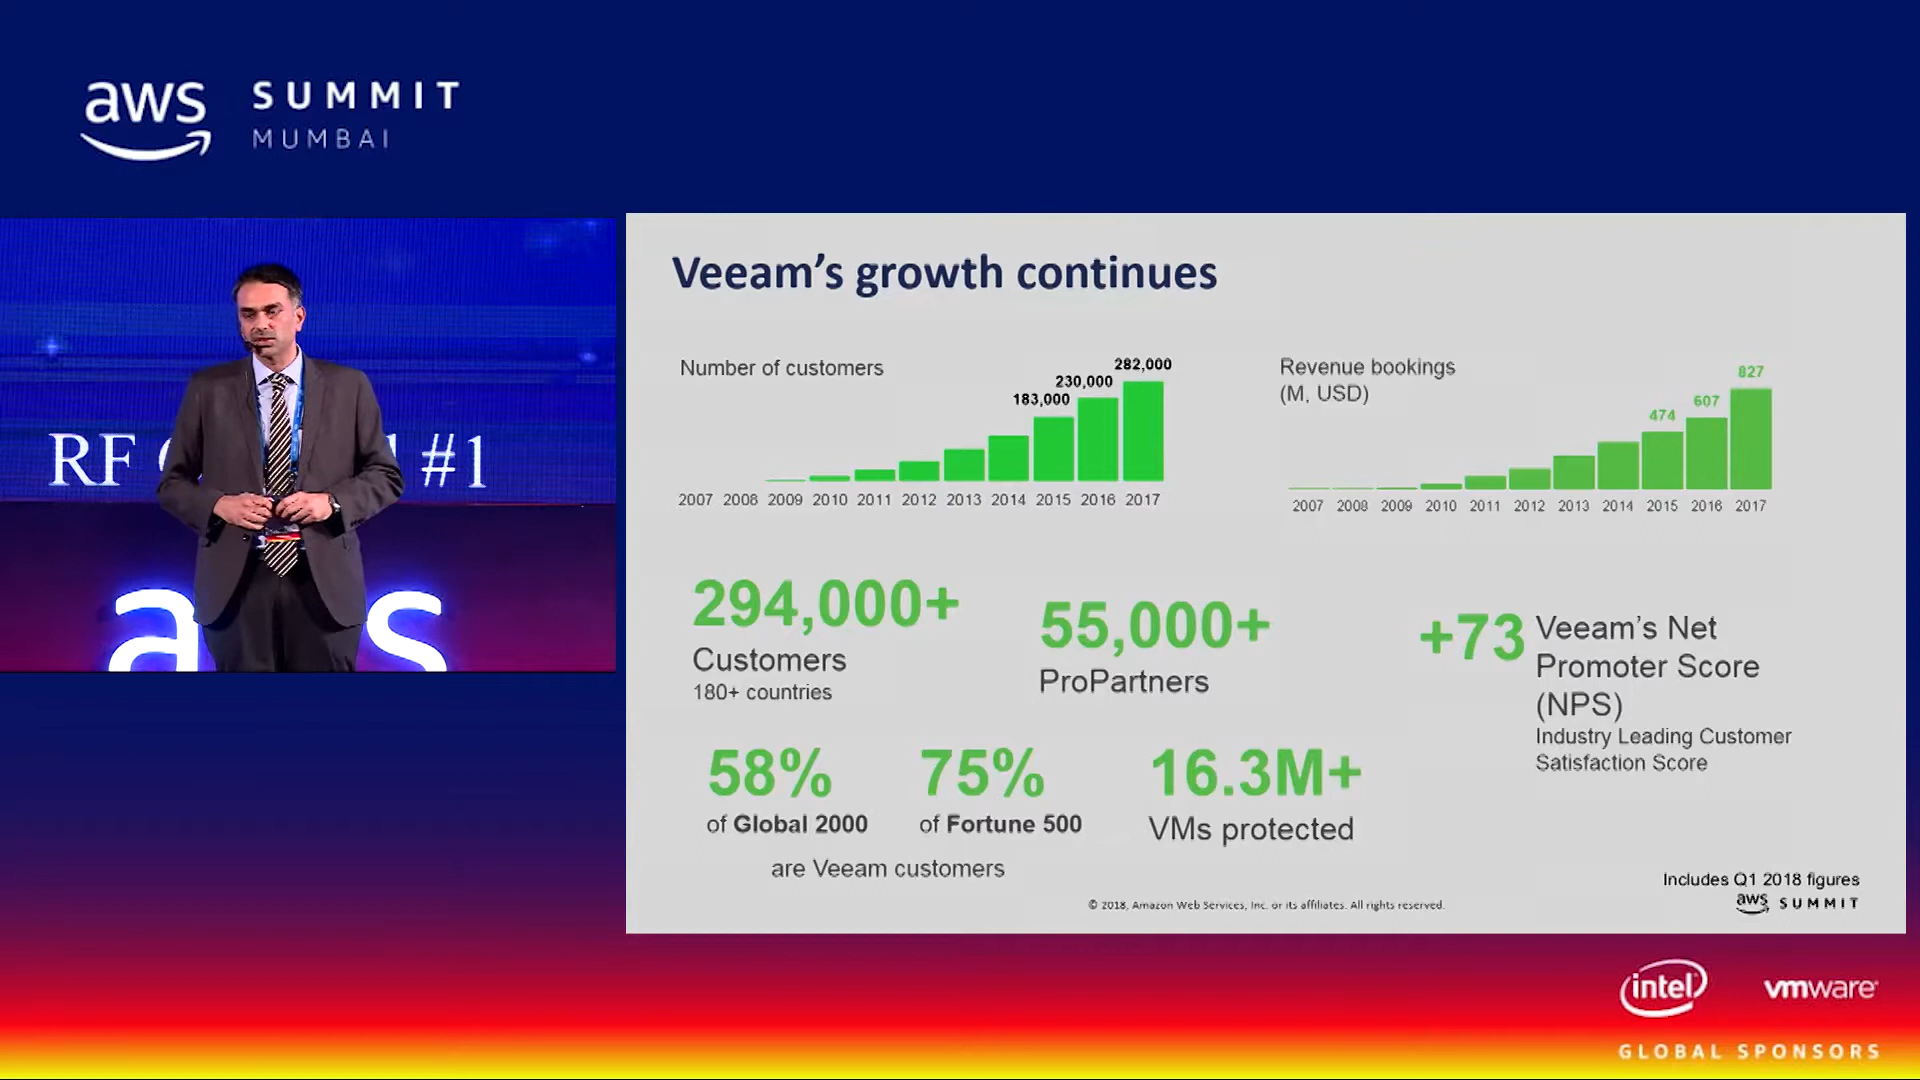 aws SUMMIT
MUMBAI
RF
#1
aws
Veeam’s growth continues
Number of customers
183,000
230,000
282,000
2007 2008 2009 2010 2011 2012 2013 2014 2015 2016 2017
Revenue bookings
(M, USD)
474
607
827
2007 2008 2009 2010 2011 2012 2013 2014 2015 2016 2017
294,000+
Customers
180+ countries
55,000+
ProPartners
+73
Veeam’s Net
Promoter Score
(NPS)
Industry Leading Customer
Satisfaction Score
58%
of Global 2000
75%
of Fortune 500
are Veeam customers
16.3M+
VMs protected
Includes Q1 2018 figures
© 2018, Amazon Web Services, Inc. or its affiliates. All rights reserved.
aws SUMMIT
intel
vmware
GLOBAL SPONSORS